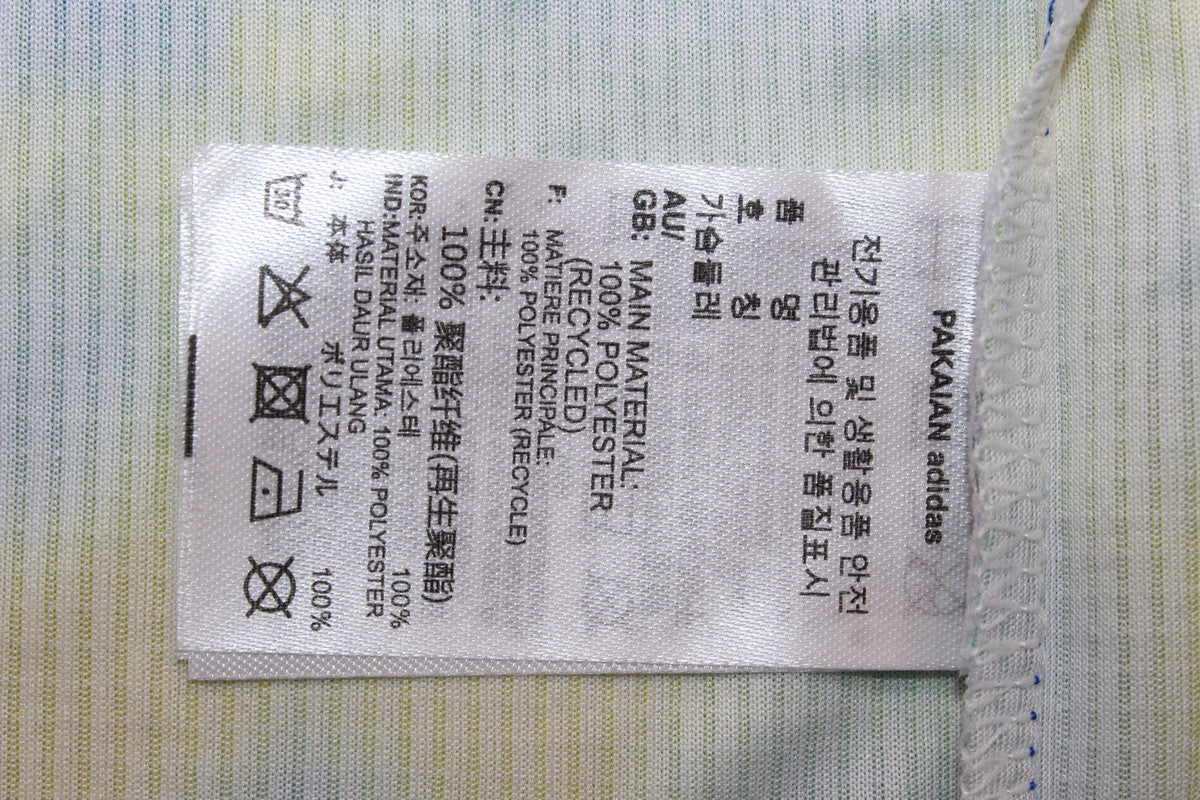 PAKAIAN adidas
전기용품 및 생활용품 안전
관리법에 의한 품질표시
품 명
호 칭
가슴둘레
AU/
GB: MAIN MATERIAL:
100% POLYESTER
(RECYCLED)
F: MATIERE PRINCIPALE:
100% POLYESTER (RECYCLE)
CN: 主料:
100% 聚酯纤维(再生聚酯)
KOR:주소재: 폴리에스테 100%
IND:MATERIAL UTAMA: 100% POLYESTER
HASIL DAUR ULANG
J: 本体 ポリエステル 100%
30